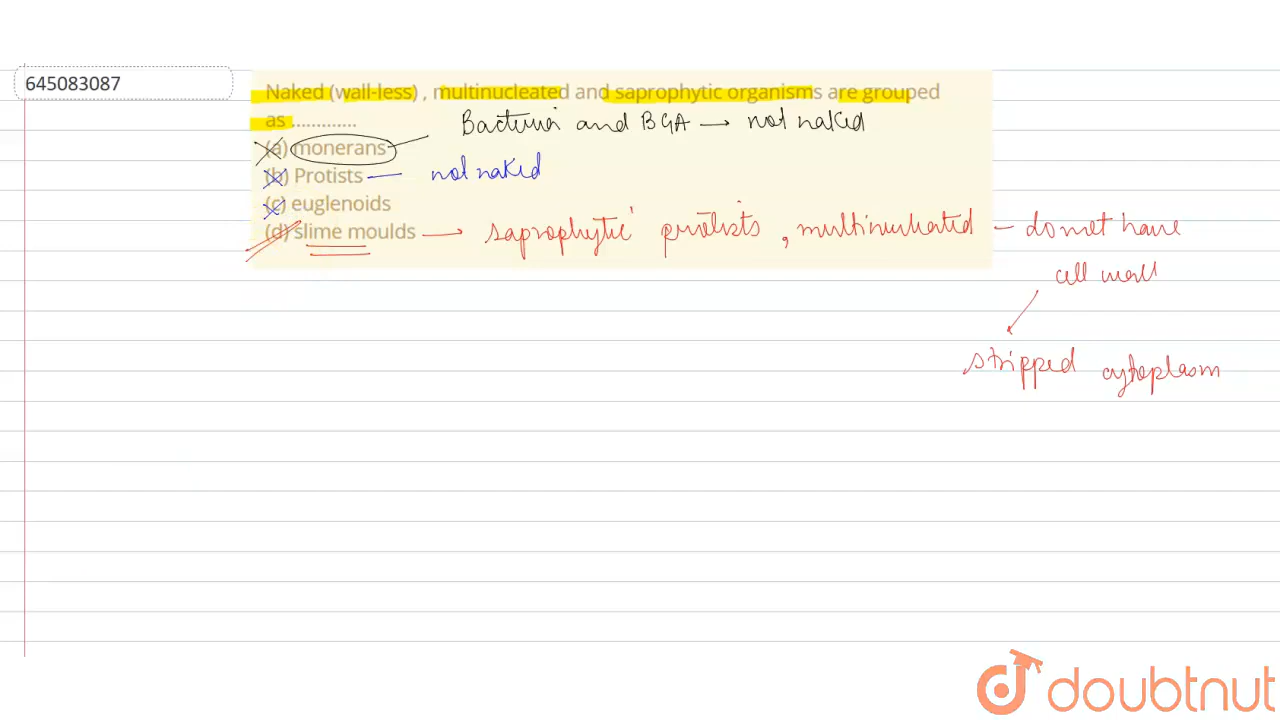 645083087
Naked (wall-less) , multinucleated and saprophytic organisms are grouped
as .............
Bacteria and BGA → not naked
(a) monerans
(b) Protists — not naked
(c) euglenoids
(d) slime moulds → saprophytic protists , multinucleated – do not have
cell wall
stripped cytoplasm
doubtnut